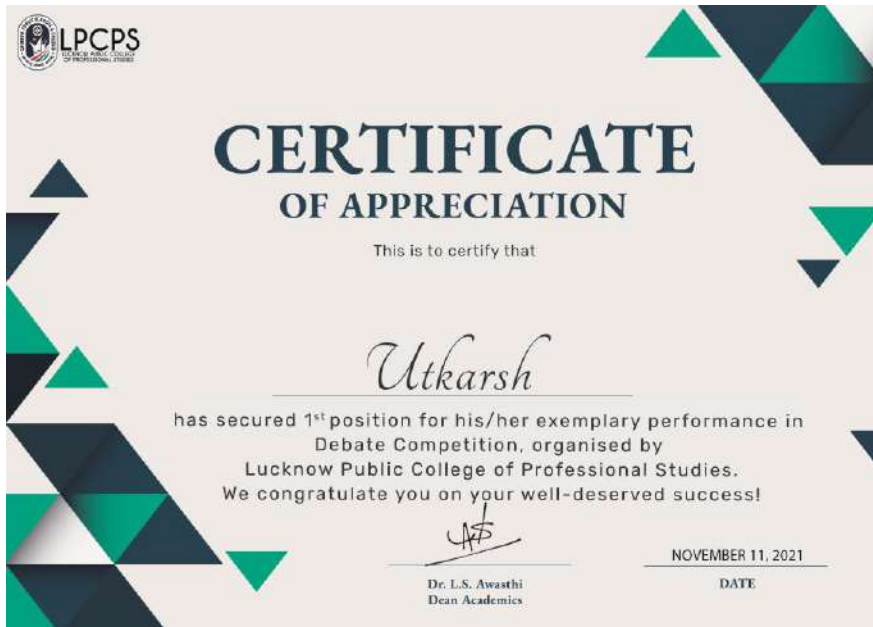 LPCPS
LUCKNOW PUBLIC COLLEGE
OF PROFESSIONAL STUDIES
CERTIFICATE
OF APPRECIATION
This is to certify that
Utkarsh
has secured 1st position for his/her exemplary performance in
Debate Competition, organised by
Lucknow Public College of Professional Studies.
We congratulate you on your well-deserved success!
NOVEMBER 11, 2021
Dr. L.S. Awasthi
Dean Academics
DATE